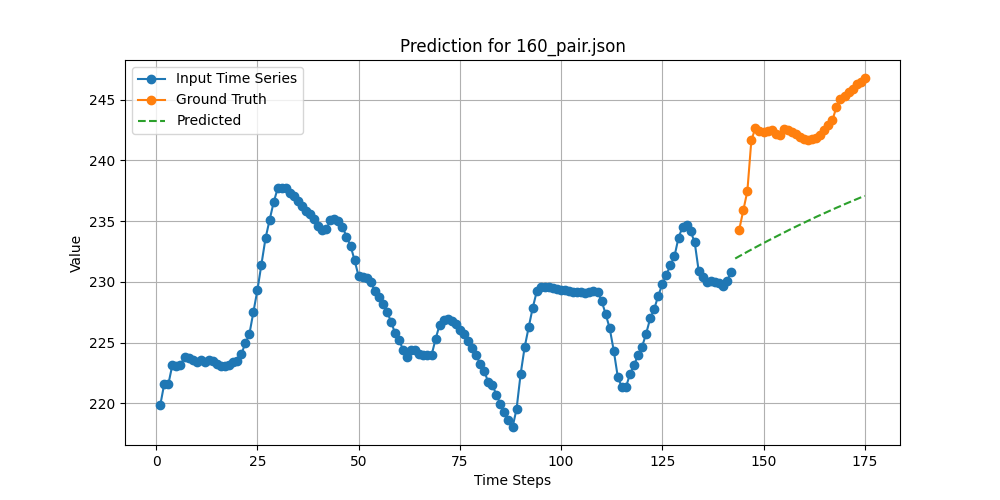 Prediction for 160_pair.json
Input Time Series
Ground Truth
Predicted
245
240
235
230
225
220
Value
0 25 50 75 100 125 150 175
Time Steps